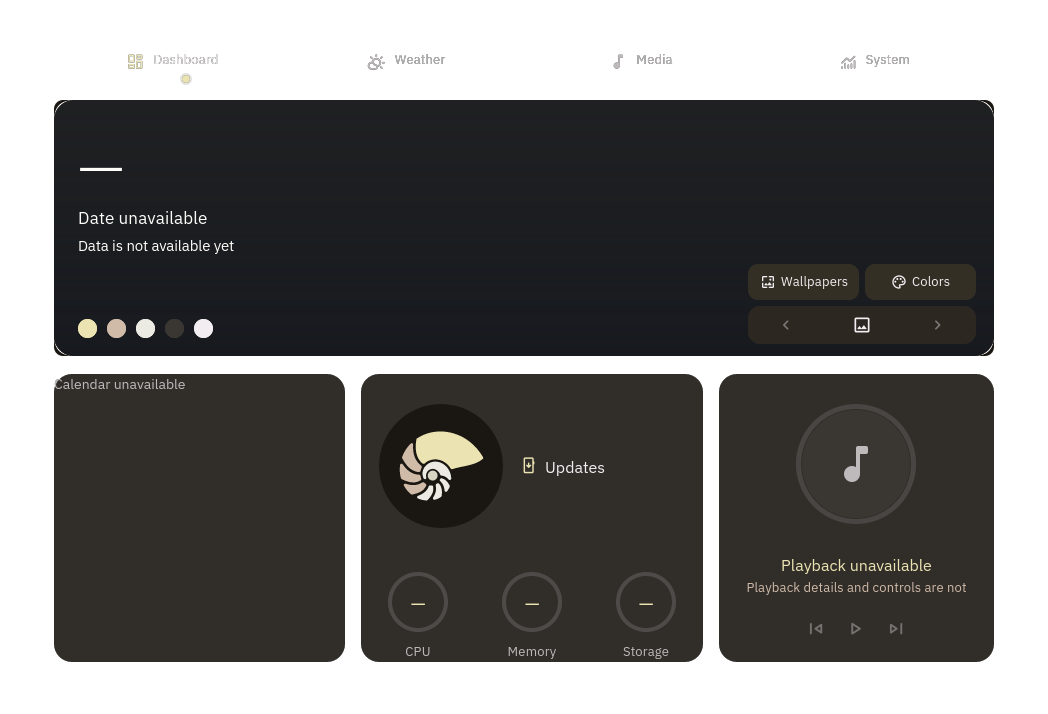 Dashboard
Weather
Media
System
—
Date unavailable
Data is not available yet
Wallpapers
Colors
Calendar unavailable
Updates
— — —
CPU
Memory
Storage
Playback unavailable
Playback details and controls are not